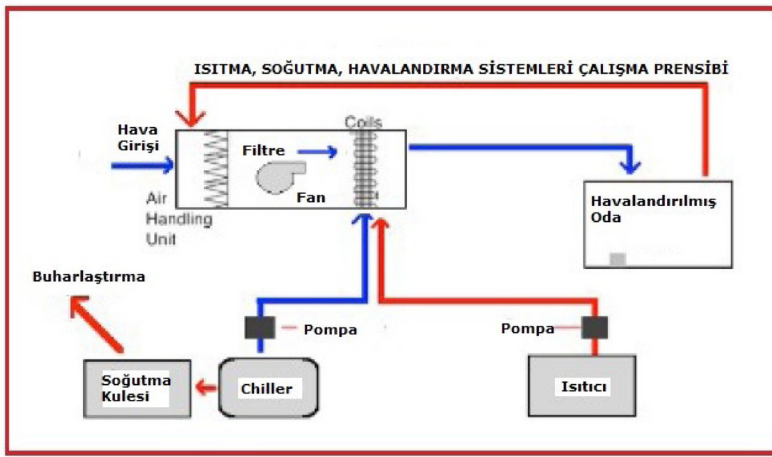 ISITMA, SOĞUTMA, HAVALANDIRMA SİSTEMLERİ ÇALIŞMA PRENSİBİ
Hava
Girişi
Coils
Filtre
Fan
Air
Handling
Unit
Havalandırılmış
Oda
Buharlaştırma
Pompa
Pompa
Soğutma
Kulesi
Chiller
Isıtıcı